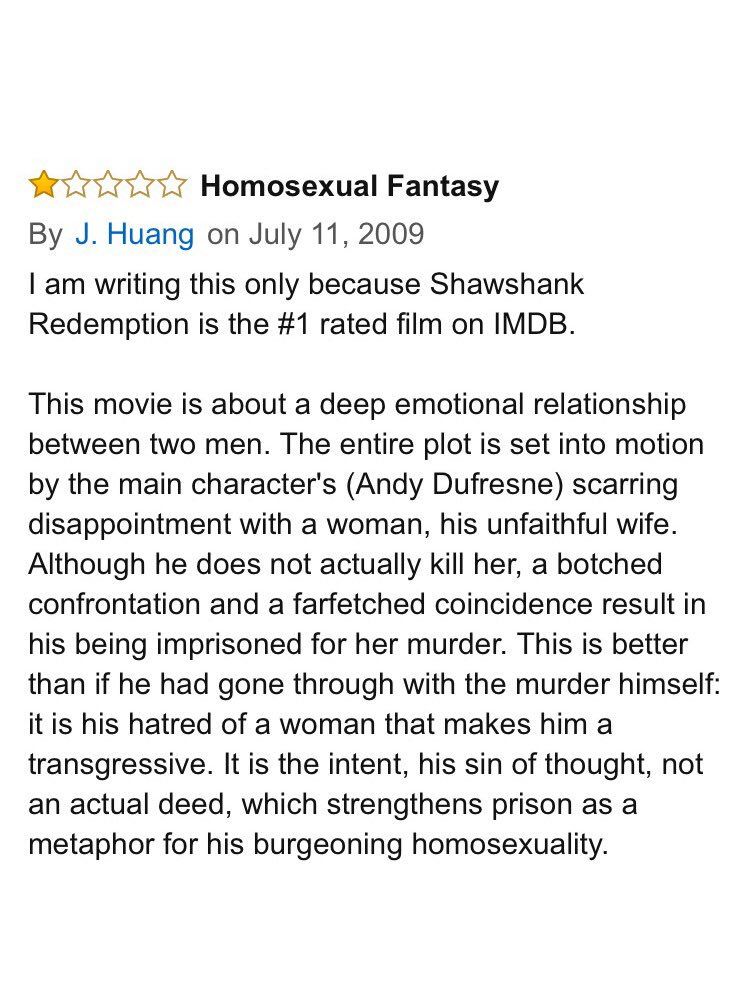 Homosexual Fantasy
By J. Huang on July 11, 2009
I am writing this only because Shawshank
Redemption is the #1 rated film on IMDB.
This movie is about a deep emotional relationship
between two men. The entire plot is set into motion
by the main character's (Andy Dufresne) scarring
disappointment with a woman, his unfaithful wife.
Although he does not actually kill her, a botched
confrontation and a farfetched coincidence result in
his being imprisoned for her murder. This is better
than if he had gone through with the murder himself:
it is his hatred of a woman that makes him a
transgressive. It is the intent, his sin of thought, not
an actual deed, which strengthens prison as a
metaphor for his burgeoning homosexuality.